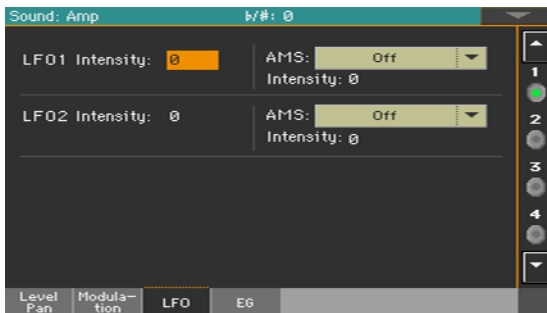 Sound: Amp b/#: 0
LFO1 Intensity: 0 AMS: Off
Intensity: 0
LFO2 Intensity: 0 AMS: Off
Intensity: 0
1
2
3
4
Level Pan Modula-tion LFO EG